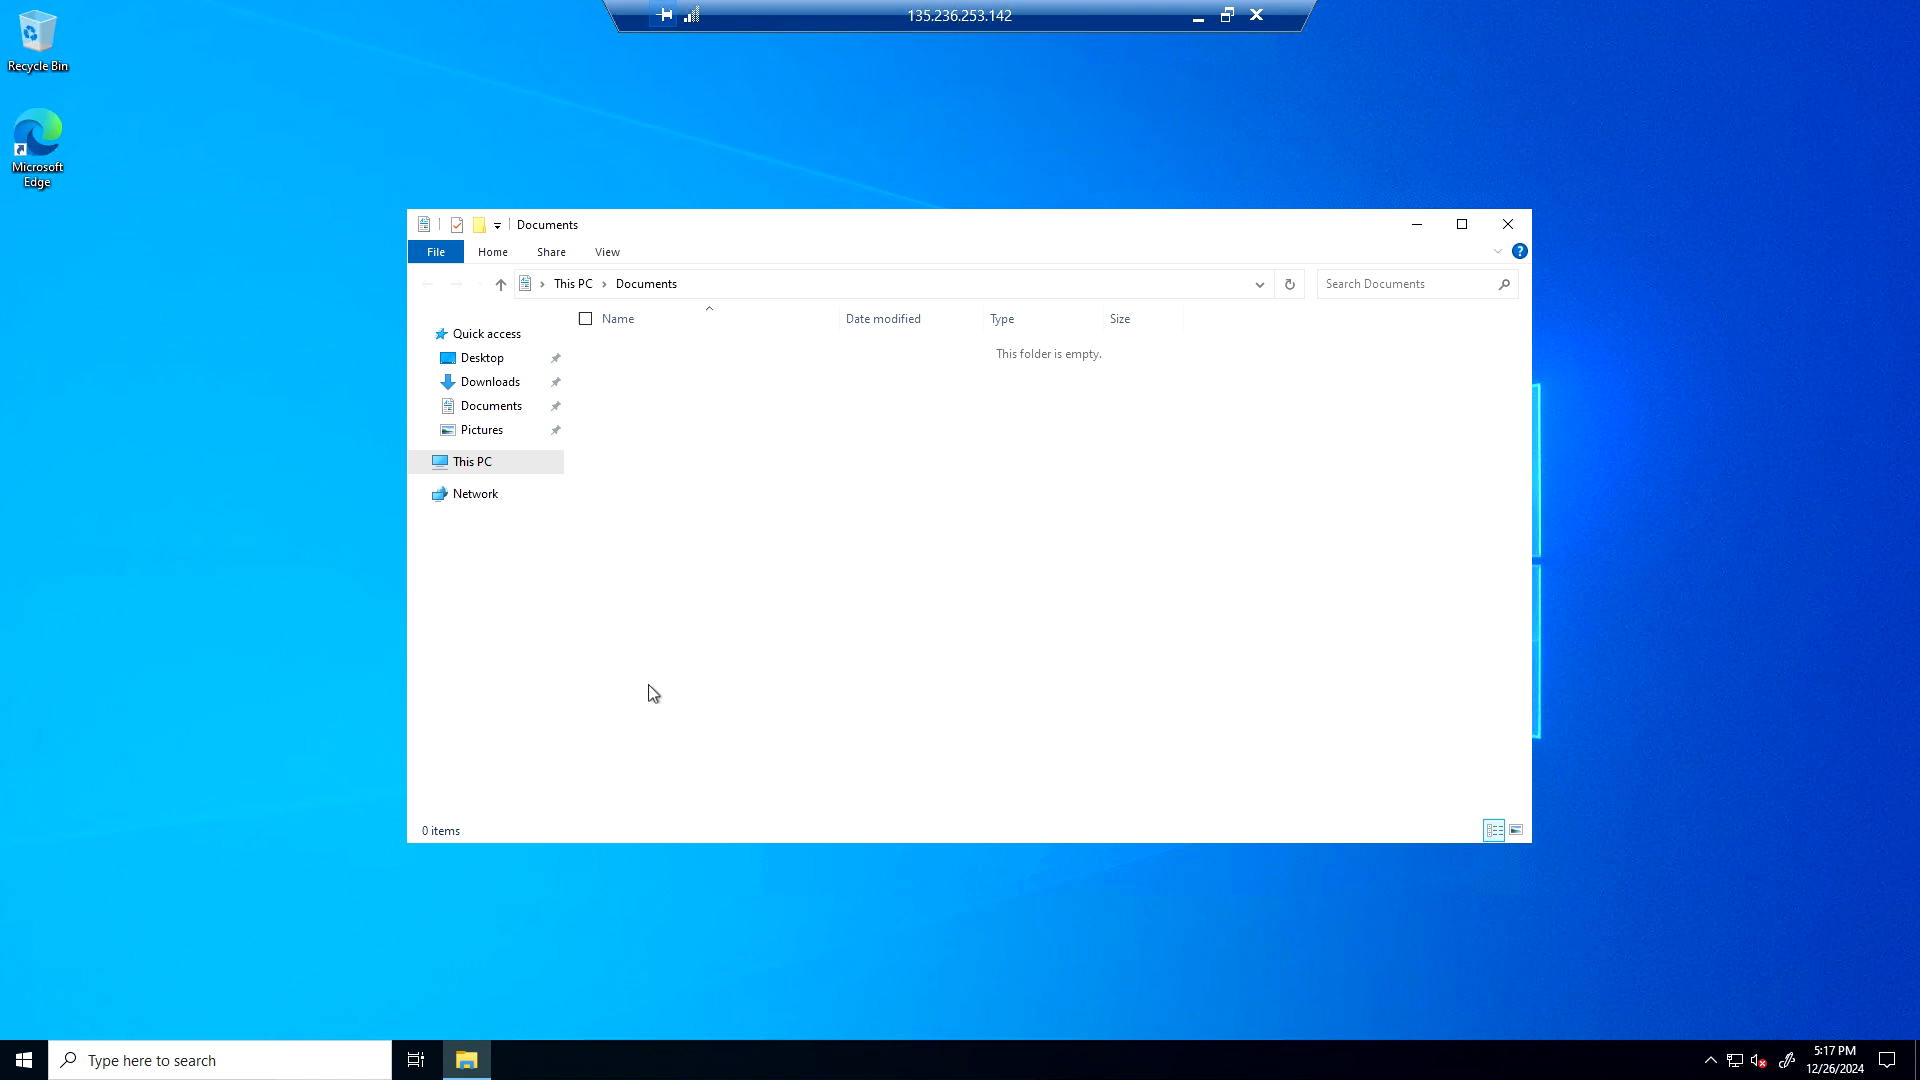 135.236.253.142
Recycle Bin
Microsoft
Edge
Documents
File Home Share View
This PC Documents
Search Documents
Name Date modified Type Size
This folder is empty.
Quick access
Desktop
Downloads
Documents
Pictures
This PC
Network
0 items
Type here to search
5:17 PM
12/26/2024